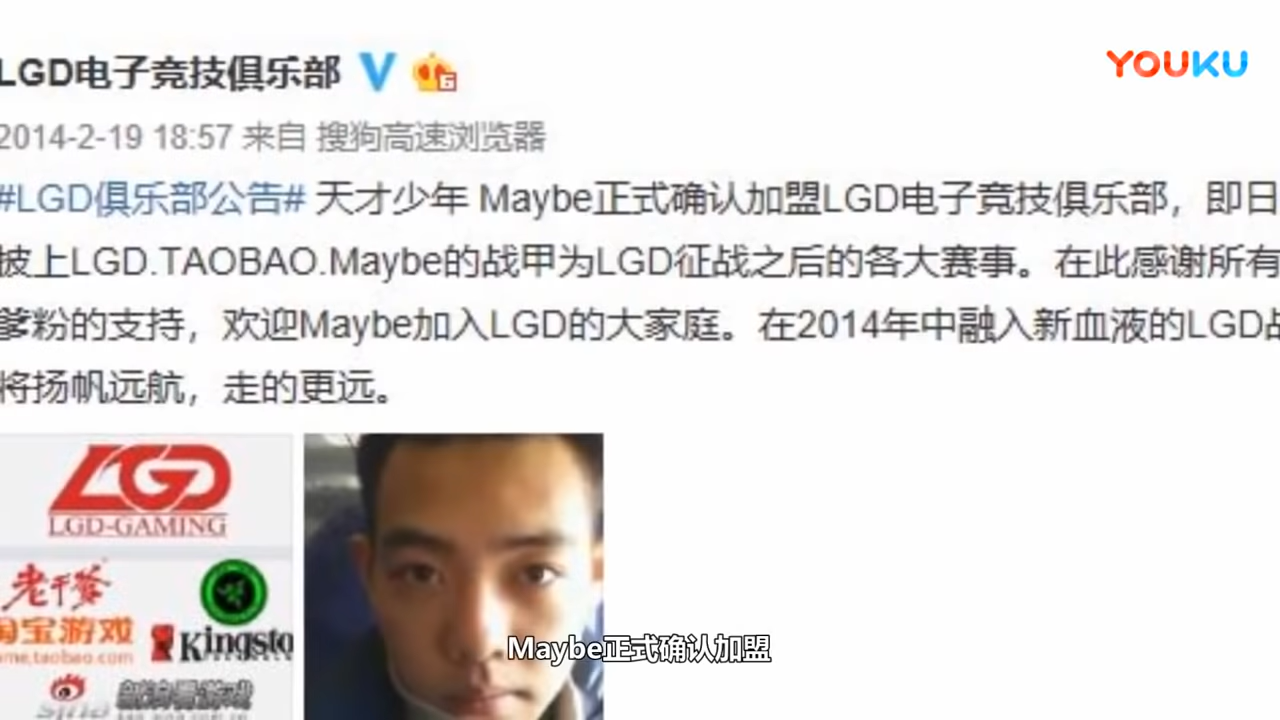 LGD电子竞技俱乐部
YOUKU
2014-2-19 18:57 来自 搜狗高速浏览器
#LGD俱乐部公告# 天才少年 Maybe正式确认加盟LGD电子竞技俱乐部，即日
披上LGD.TAOBAO.Maybe的战甲为LGD征战之后的各大赛事。在此感谢所有
爹粉的支持，欢迎Maybe加入LGD的大家庭。在2014年中融入新血液的LGD战
将扬帆远航，走的更远。
LGD
LGD-GAMING
老干爹
淘宝游戏
Kingsto
me.taobao.com
sina
Maybe正式确认加盟